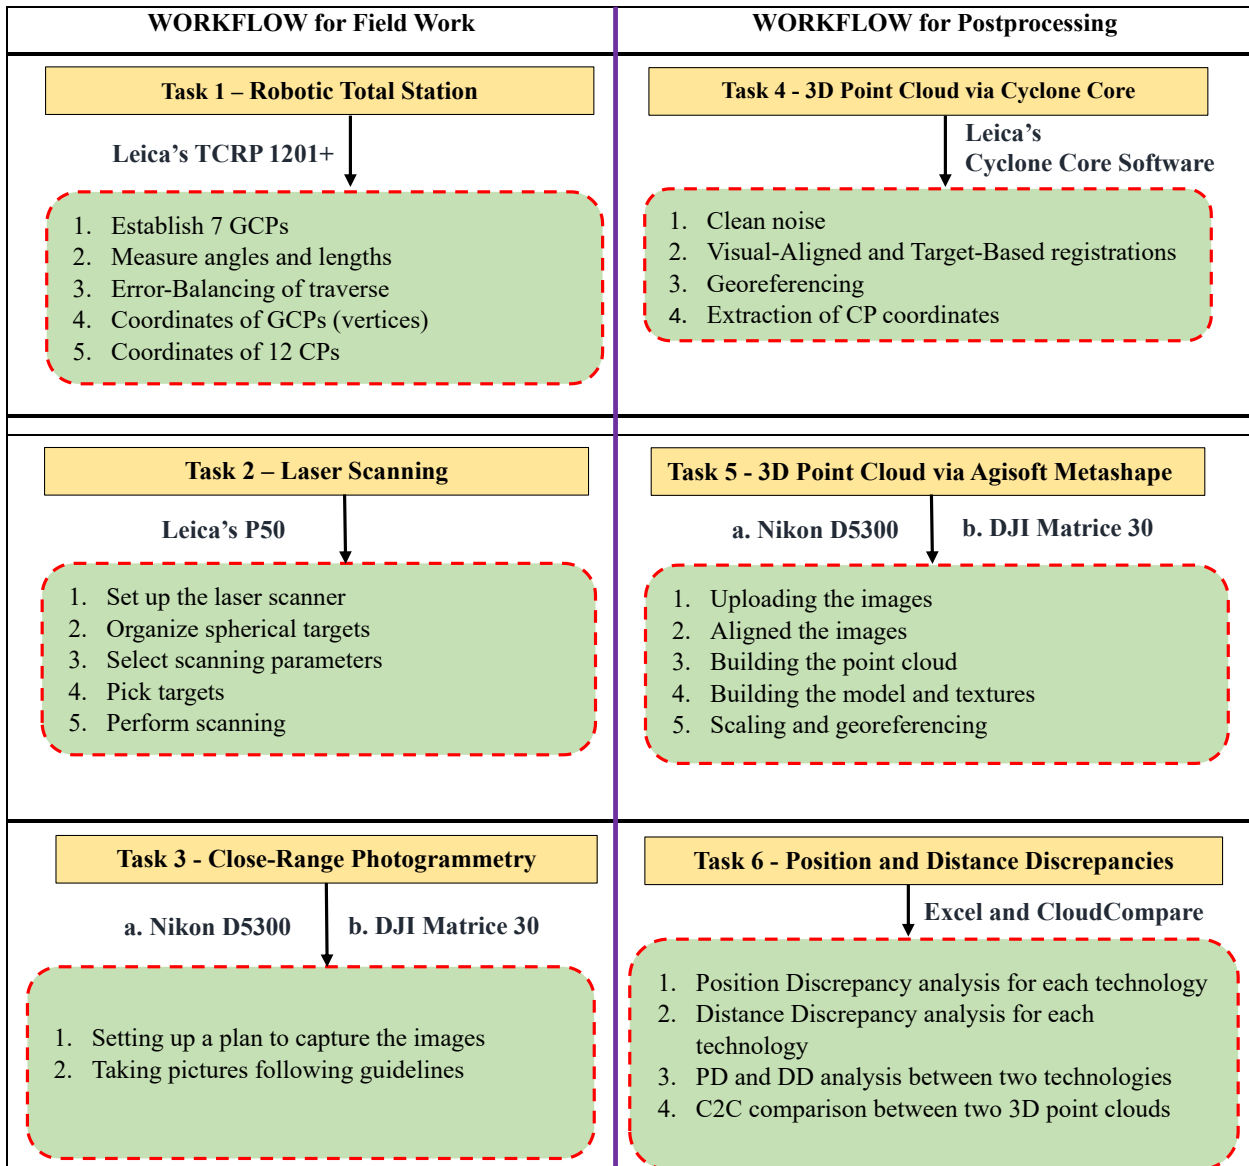 WORKFLOW for Field Work
WORKFLOW for Postprocessing
Task 1 – Robotic Total Station
Leica's TCRP 1201+
1. Establish 7 GCPs
2. Measure angles and lengths
3. Error-Balancing of traverse
4. Coordinates of GCPs (vertices)
5. Coordinates of 12 CPs
Task 4 - 3D Point Cloud via Cyclone Core
Leica's
Cyclone Core Software
1. Clean noise
2. Visual-Aligned and Target-Based registrations
3. Georeferencing
4. Extraction of CP coordinates
Task 2 – Laser Scanning
Leica's P50
1. Set up the laser scanner
2. Organize spherical targets
3. Select scanning parameters
4. Pick targets
5. Perform scanning
Task 5 - 3D Point Cloud via Agisoft Metashape
a. Nikon D5300 b. DJI Matrice 30
1. Uploading the images
2. Aligned the images
3. Building the point cloud
4. Building the model and textures
5. Scaling and georeferencing
Task 3 - Close-Range Photogrammetry
a. Nikon D5300 b. DJI Matrice 30
1. Setting up a plan to capture the images
2. Taking pictures following guidelines
Task 6 - Position and Distance Discrepancies
Excel and CloudCompare
1. Position Discrepancy analysis for each technology
2. Distance Discrepancy analysis for each
technology
3. PD and DD analysis between two technologies
4. C2C comparison between two 3D point clouds